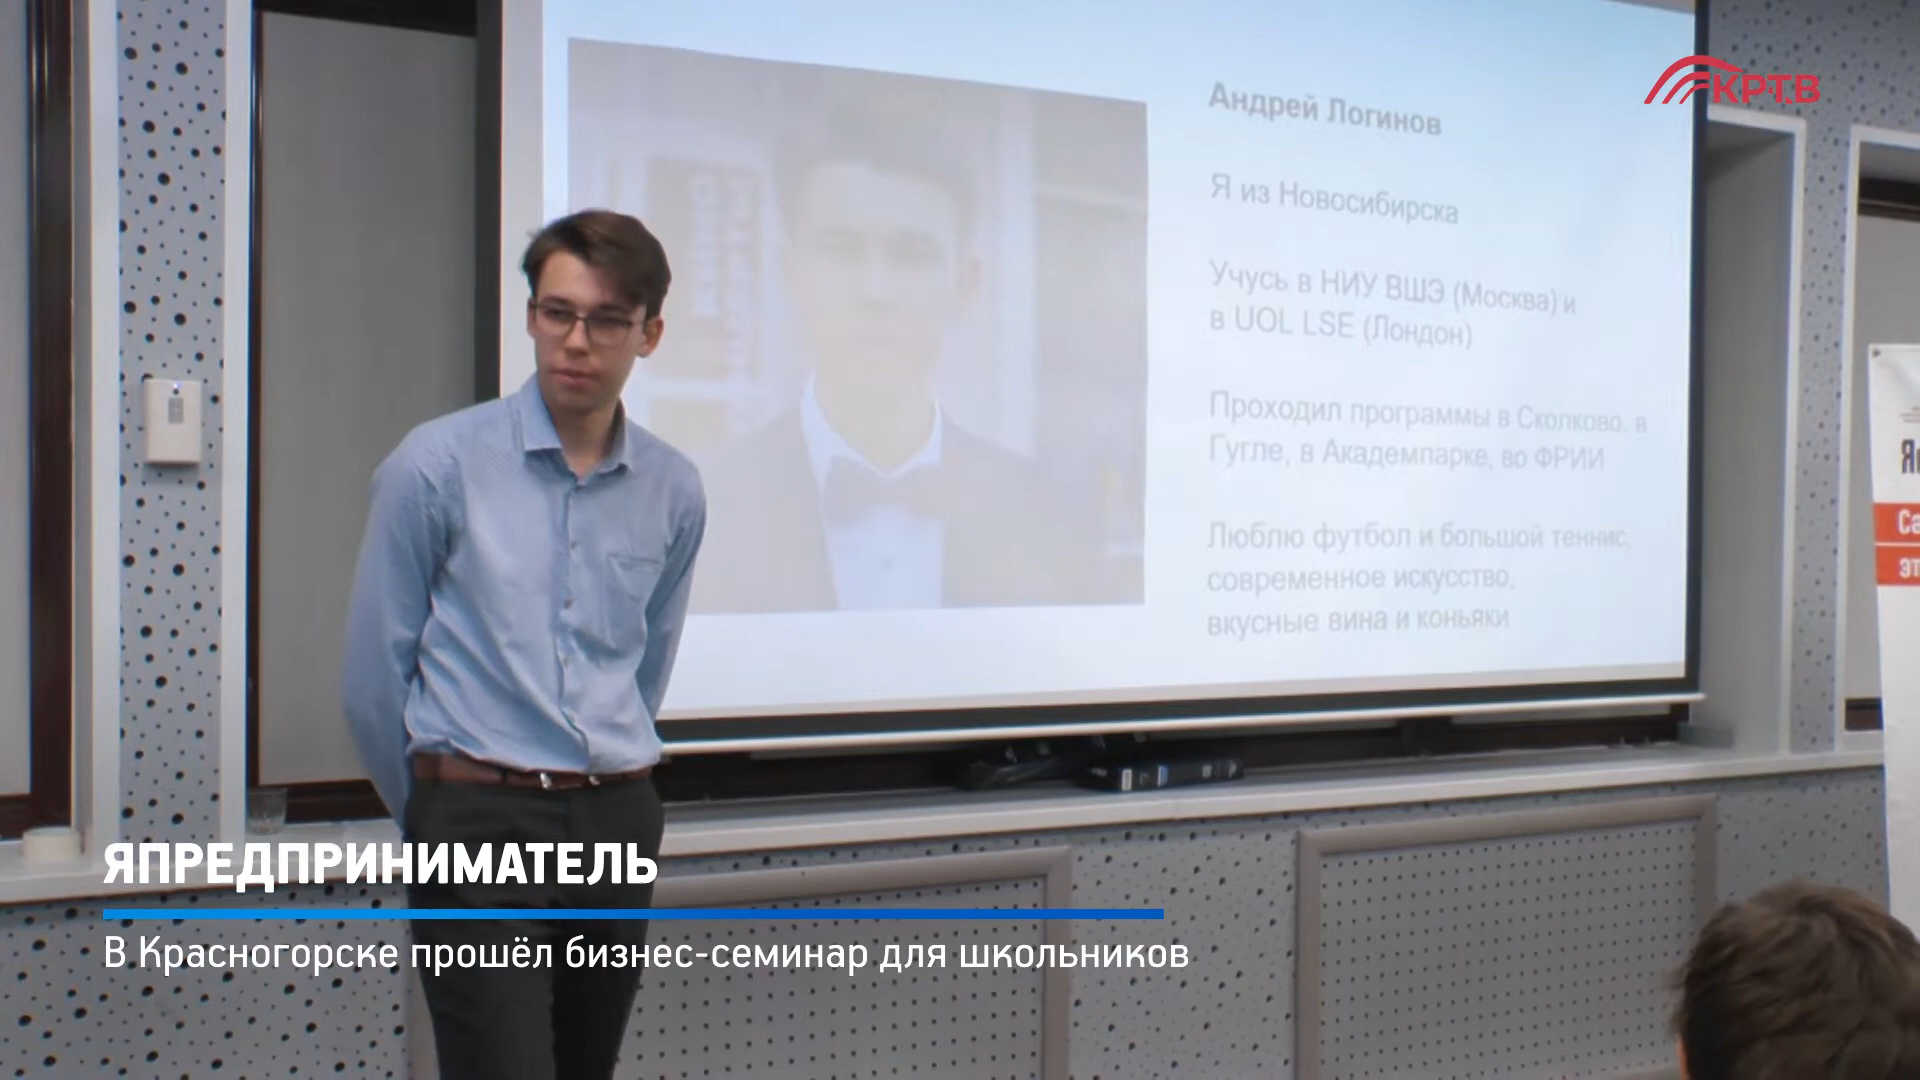 КРТВ
Андрей Логинов
Я из Новосибирска
Учусь в НИУ ВШЭ (Москва) и
в UOL LSE (Лондон)
Проходил программы в Сколково, в
Гугле, в Академпарке, во ФРИИ
Люблю футбол и большой теннис,
современное искусство,
вкусные вина и коньяки
ЯПРЕДПРИНИМАТЕЛЬ
В Красногорске прошёл бизнес-семинар для школьников